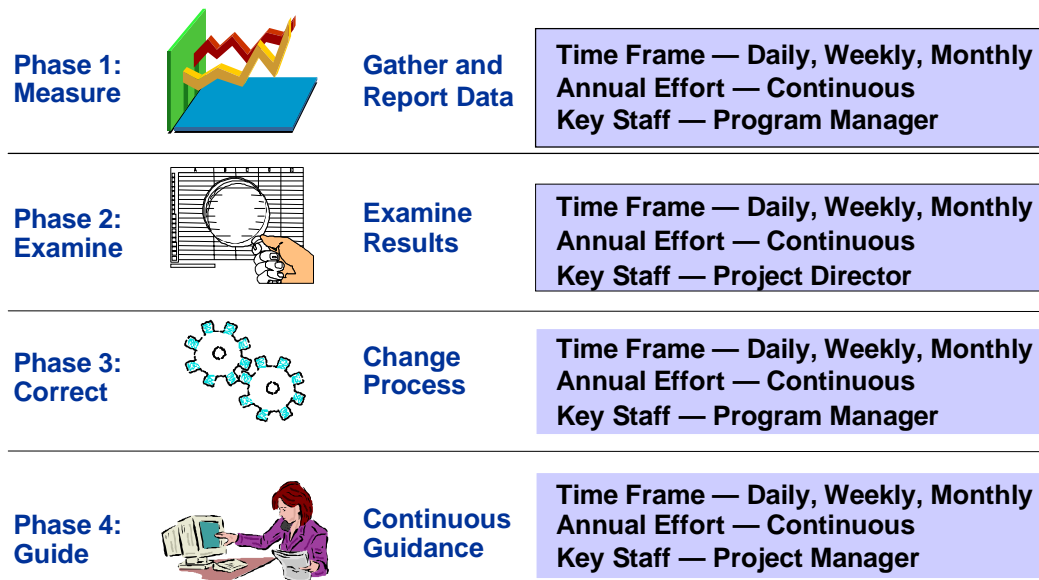 Phase 1:
Measure
Gather and
Report Data
Time Frame — Daily, Weekly, Monthly
Annual Effort — Continuous
Key Staff — Program Manager
Phase 2:
Examine
Examine
Results
Time Frame — Daily, Weekly, Monthly
Annual Effort — Continuous
Key Staff — Project Director
Phase 3:
Correct
Change
Process
Time Frame — Daily, Weekly, Monthly
Annual Effort — Continuous
Key Staff — Program Manager
Phase 4:
Guide
Continuous
Guidance
Time Frame — Daily, Weekly, Monthly
Annual Effort — Continuous
Key Staff — Project Manager